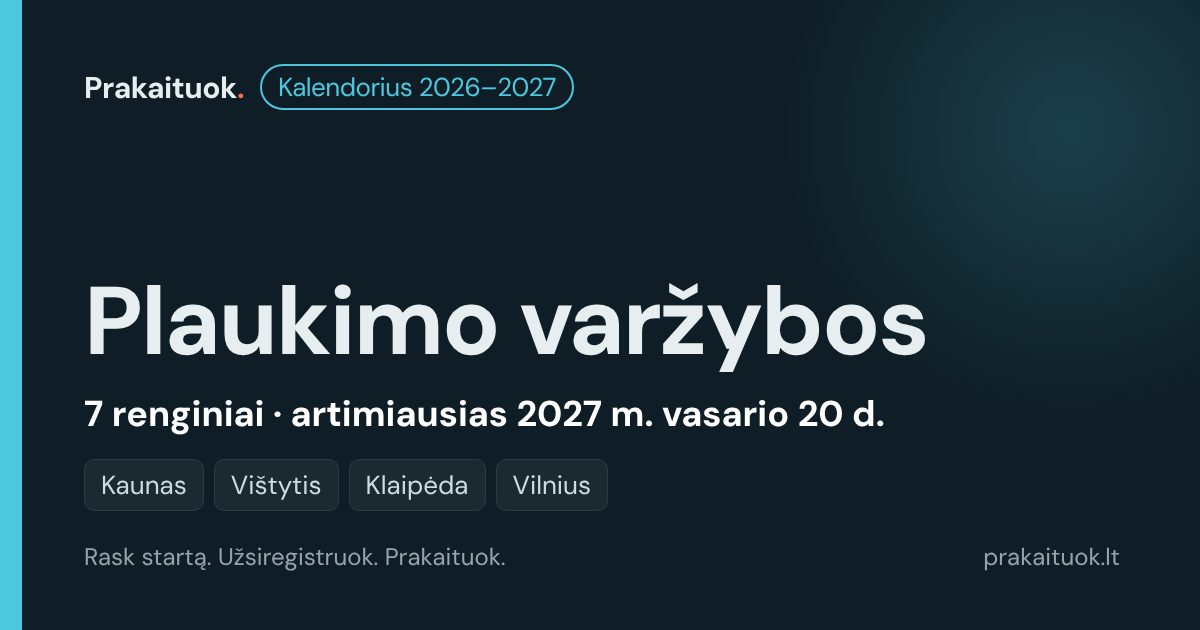 Prakaituok. Kalendorius 2026–2027
Plaukimo varžybos
7 renginiai · artimiausias 2027 m. vasario 20 d.
Kaunas Vištytis Klaipėda Vilnius
Rask startą. Užsiregistruok. Prakaituok. prakaituok.lt